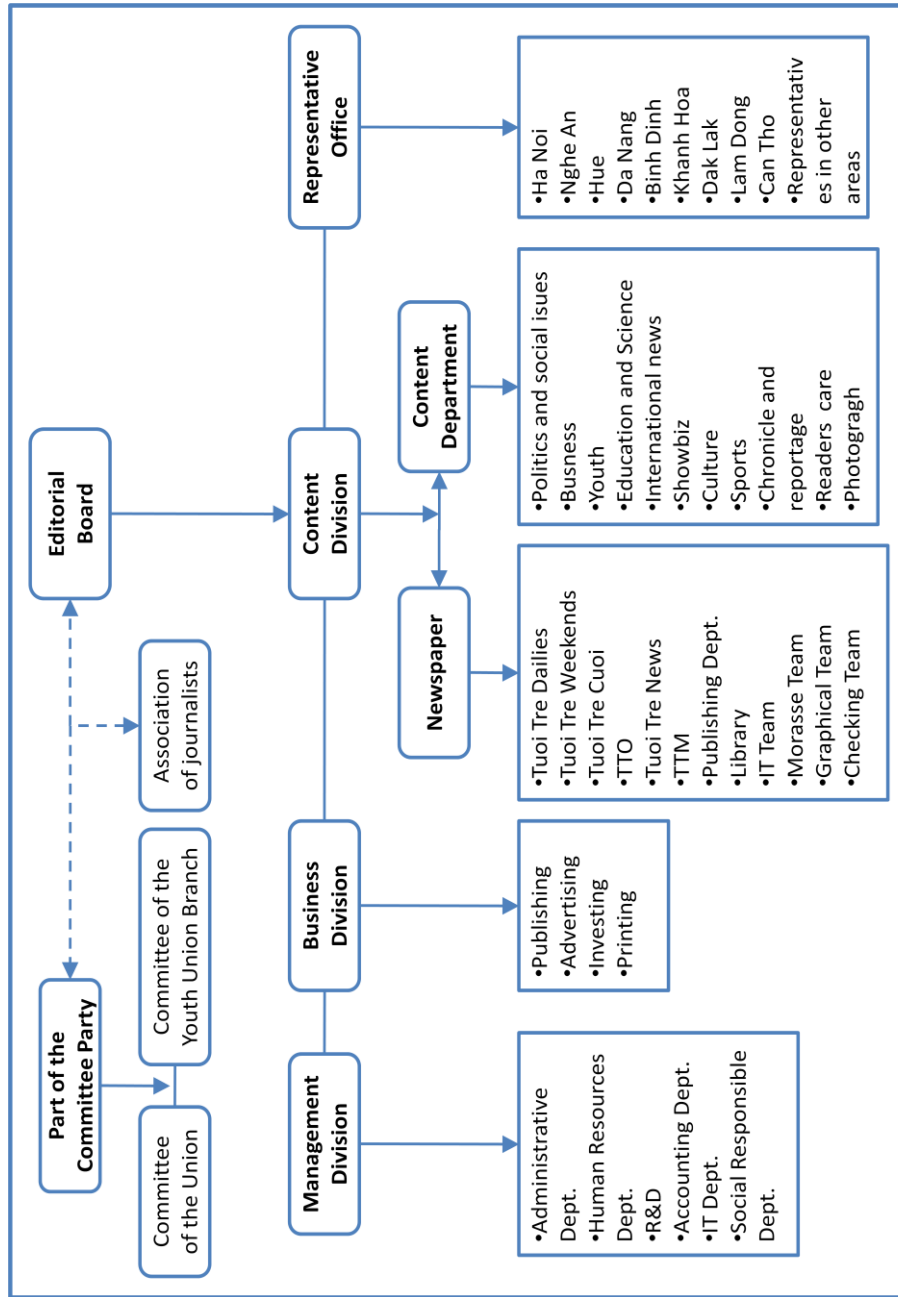 Part of the
Committee Party
Editorial
Board
Committee
of the Union
Committee of the
Youth Union Branch
Association
of journalists
Management
Division
Business
Division
Content
Division
Representative
Office
Newspaper
Content
Department
•Administrative
Dept.
•Human Resources
Dept.
•R&D
•Accounting Dept.
•IT Dept.
•Social Responsible
Dept.
•Publishing
•Advertising
•Investing
•Printing
•Tuoi Tre Dailies
•Tuoi Tre Weekends
•Tuoi Tre Cuoi
•TTO
•Tuoi Tre News
•TTM
•Publishing Dept.
•Library
•IT Team
•Morasse Team
•Graphical Team
•Checking Team
•Politics and social isues
•Busness
•Youth
•Education and Science
•International news
•Showbiz
•Culture
•Sports
•Chronicle and
reportage
•Readers care
•Photogragh
•Ha Noi
•Nghe An
•Hue
•Da Nang
•Binh Dinh
•Khanh Hoa
•Dak Lak
•Lam Dong
•Can Tho
•Representativ
es in other
areas